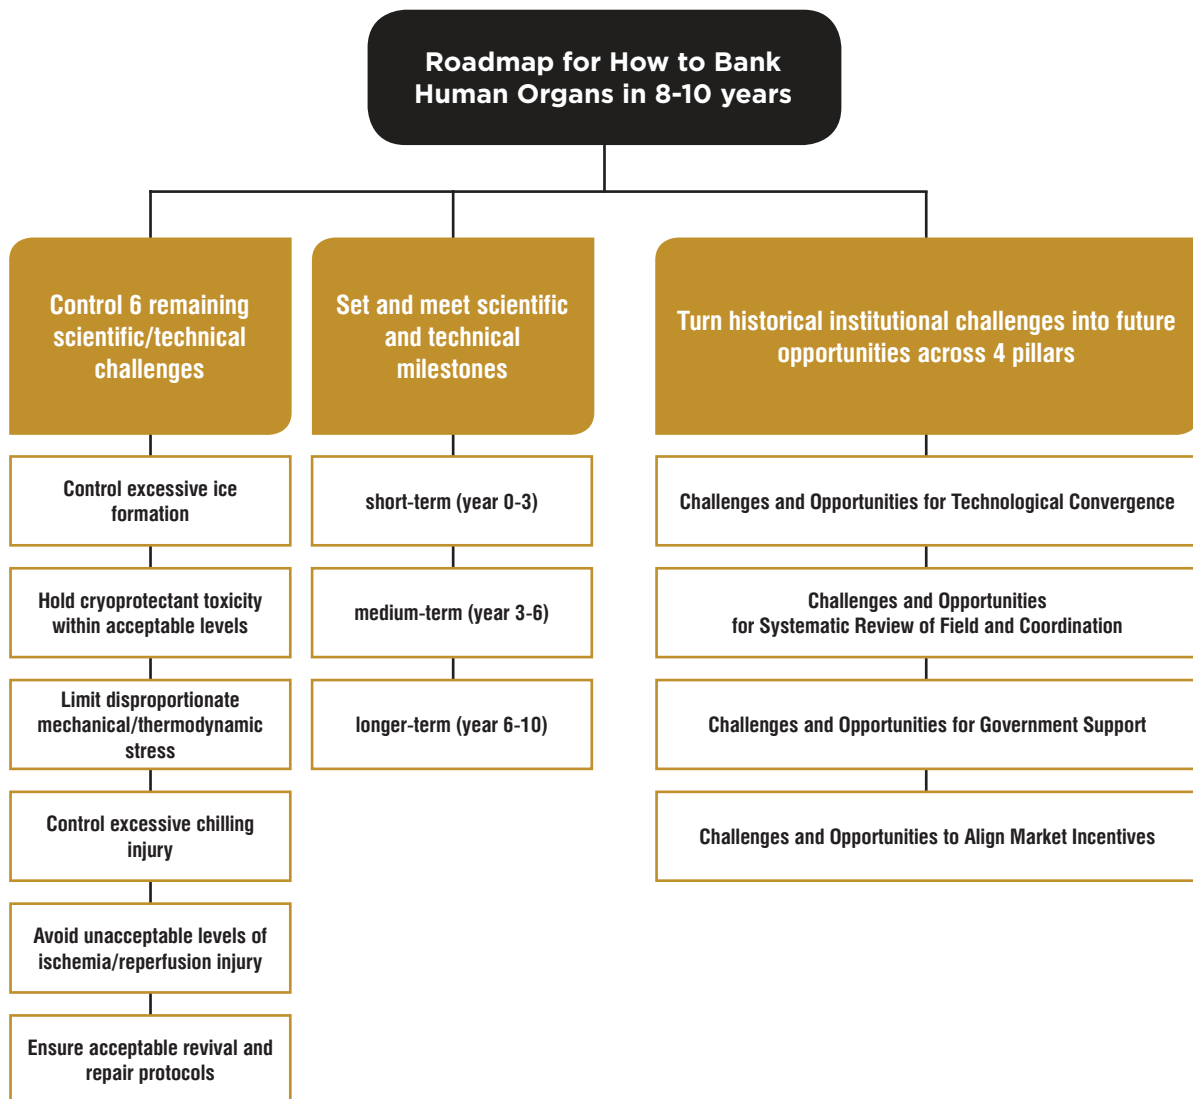 Roadmap for How to Bank
Human Organs in 8-10 years
Control 6 remaining
scientific/technical
challenges
Control excessive ice
formation
Hold cryoprotectant toxicity
within acceptable levels
Limit disproportionate
mechanical/thermodynamic
stress
Control excessive chilling
injury
Avoid unacceptable levels of
ischemia/reperfusion injury
Ensure acceptable revival and
repair protocols
Set and meet scientific
and technical
milestones
short-term (year 0-3)
medium-term (year 3-6)
longer-term (year 6-10)
Turn historical institutional challenges into future
opportunities across 4 pillars
Challenges and Opportunities for Technological Convergence
Challenges and Opportunities
for Systematic Review of Field and Coordination
Challenges and Opportunities for Government Support
Challenges and Opportunities to Align Market Incentives